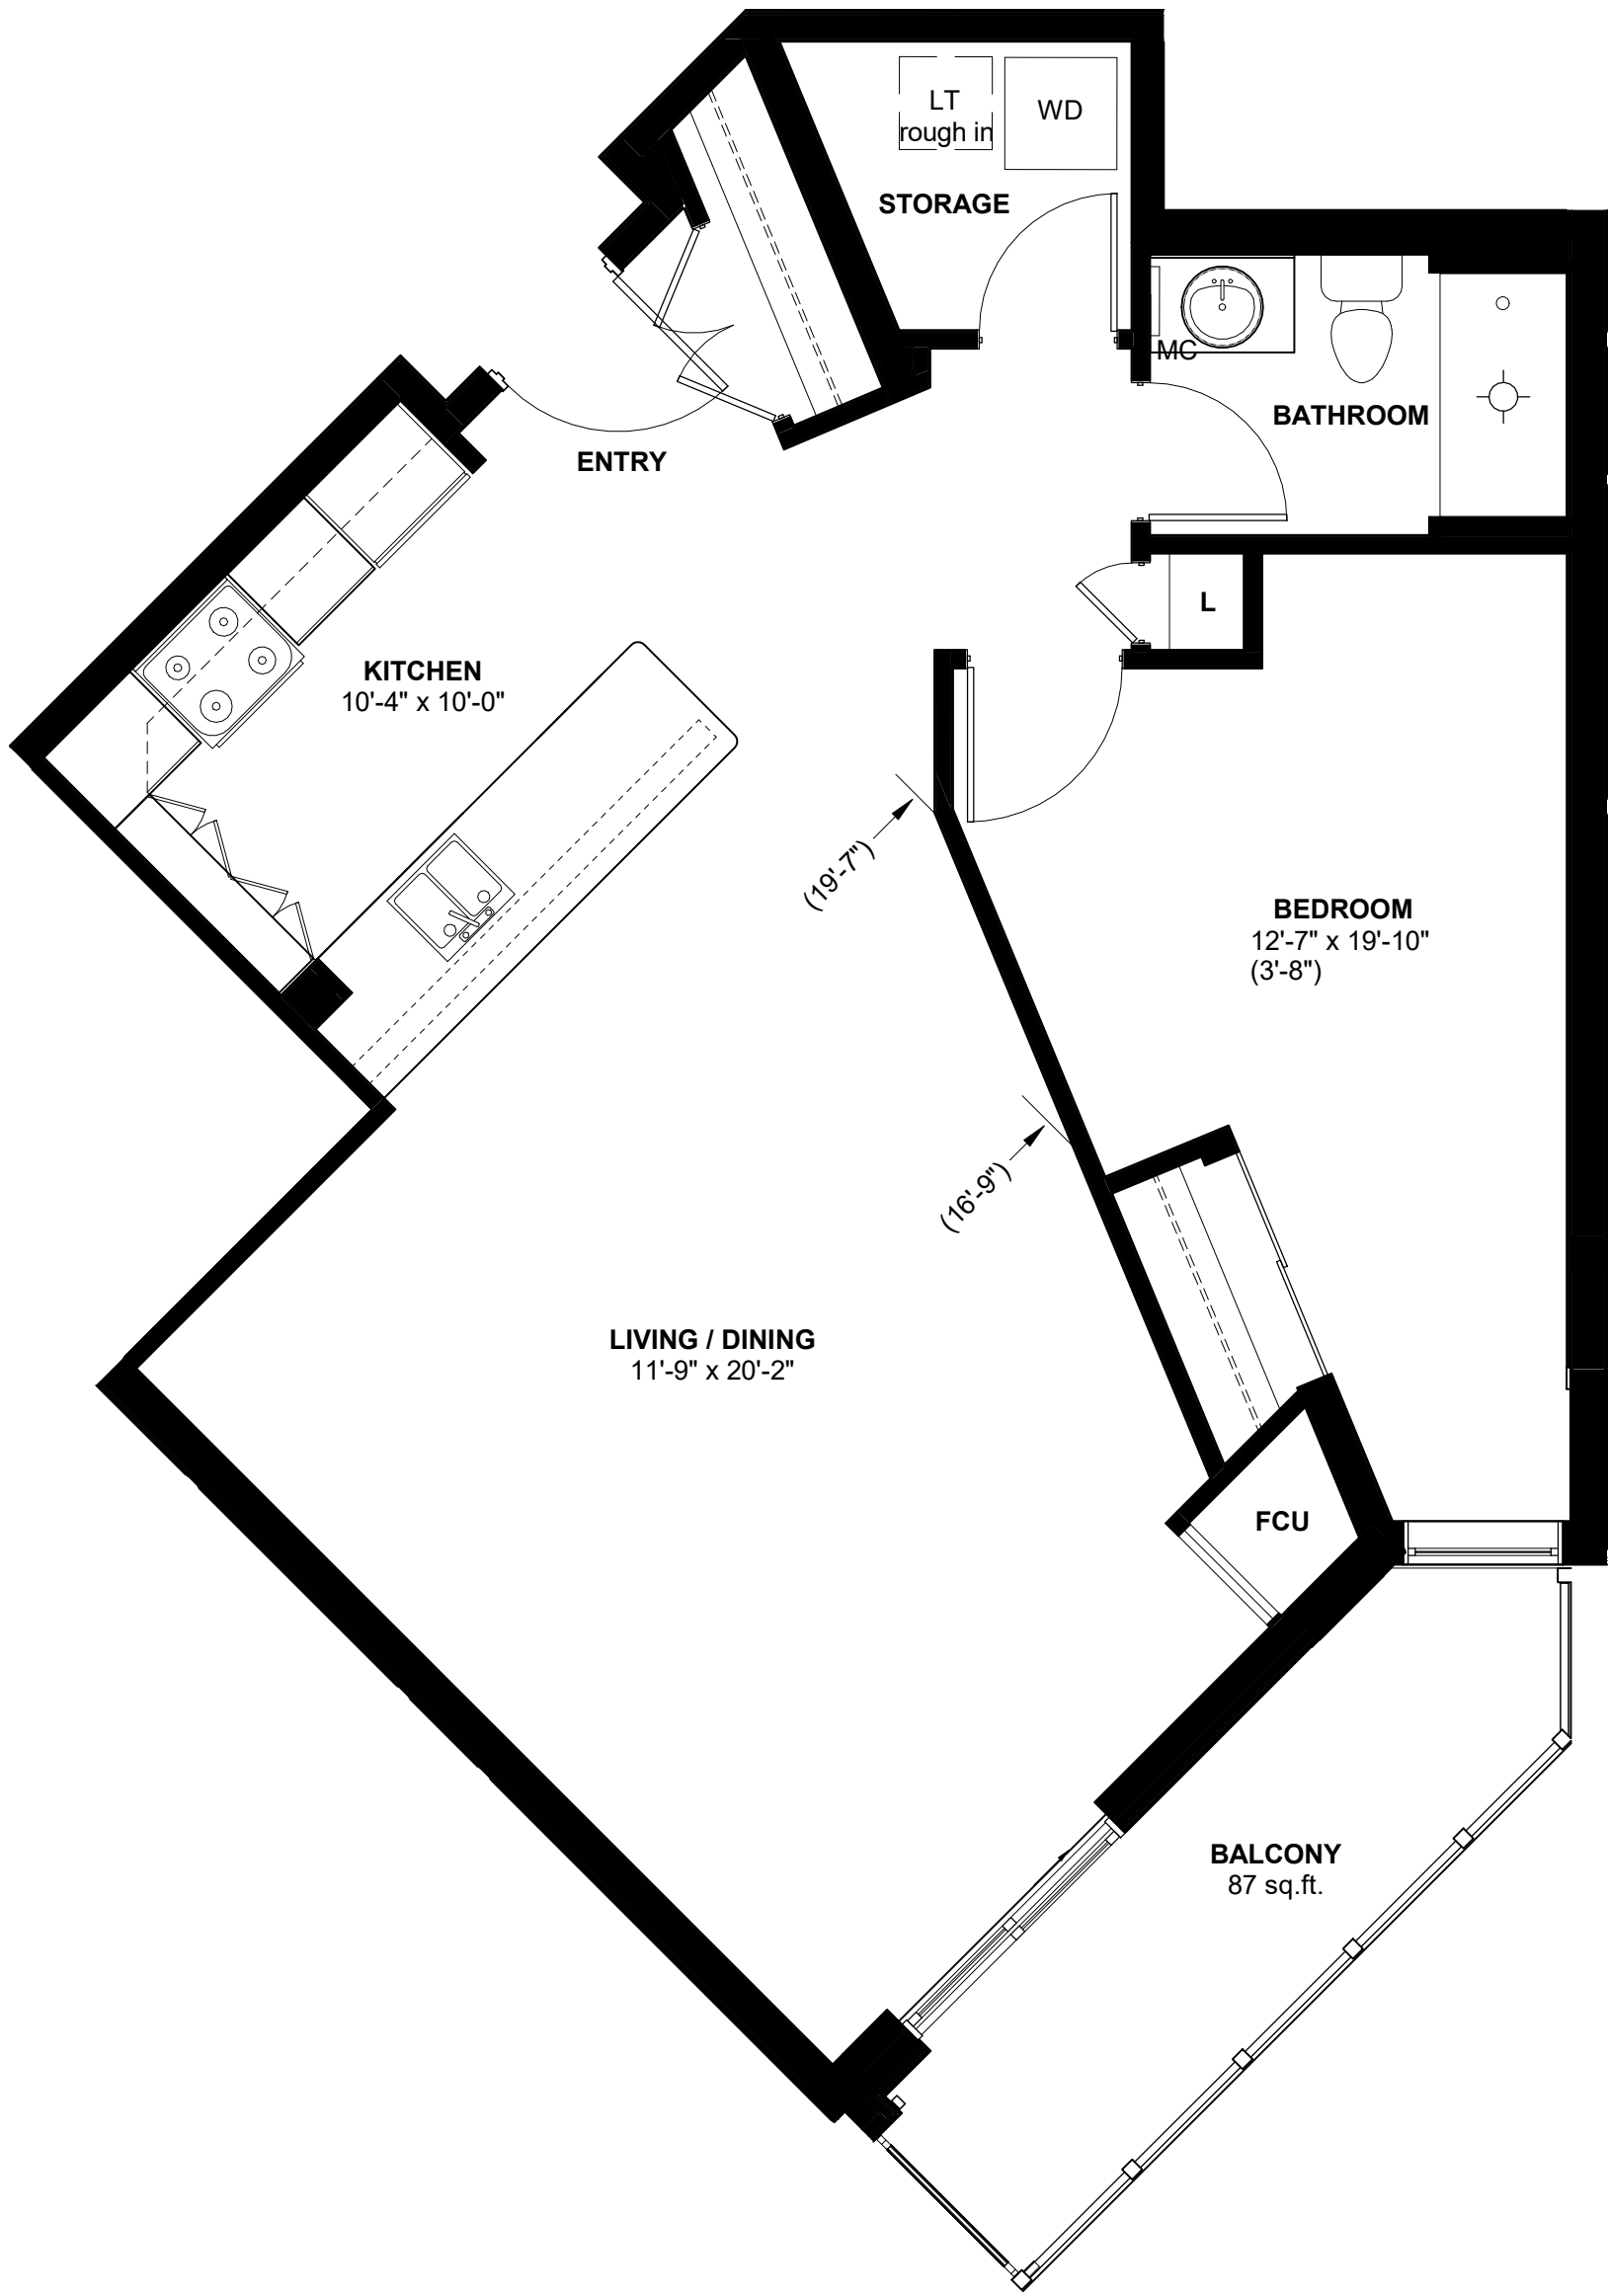 LT
rough in
WD
STORAGE
MC
BATHROOM
ENTRY
L
KITCHEN
10'-4" x 10'-0"
(19'-7")
BEDROOM
12'-7" x 19'-10"
(3'-8")
(16'-9")
LIVING / DINING
11'-9" x 20'-2"
FCU
BALCONY
87 sq.ft.